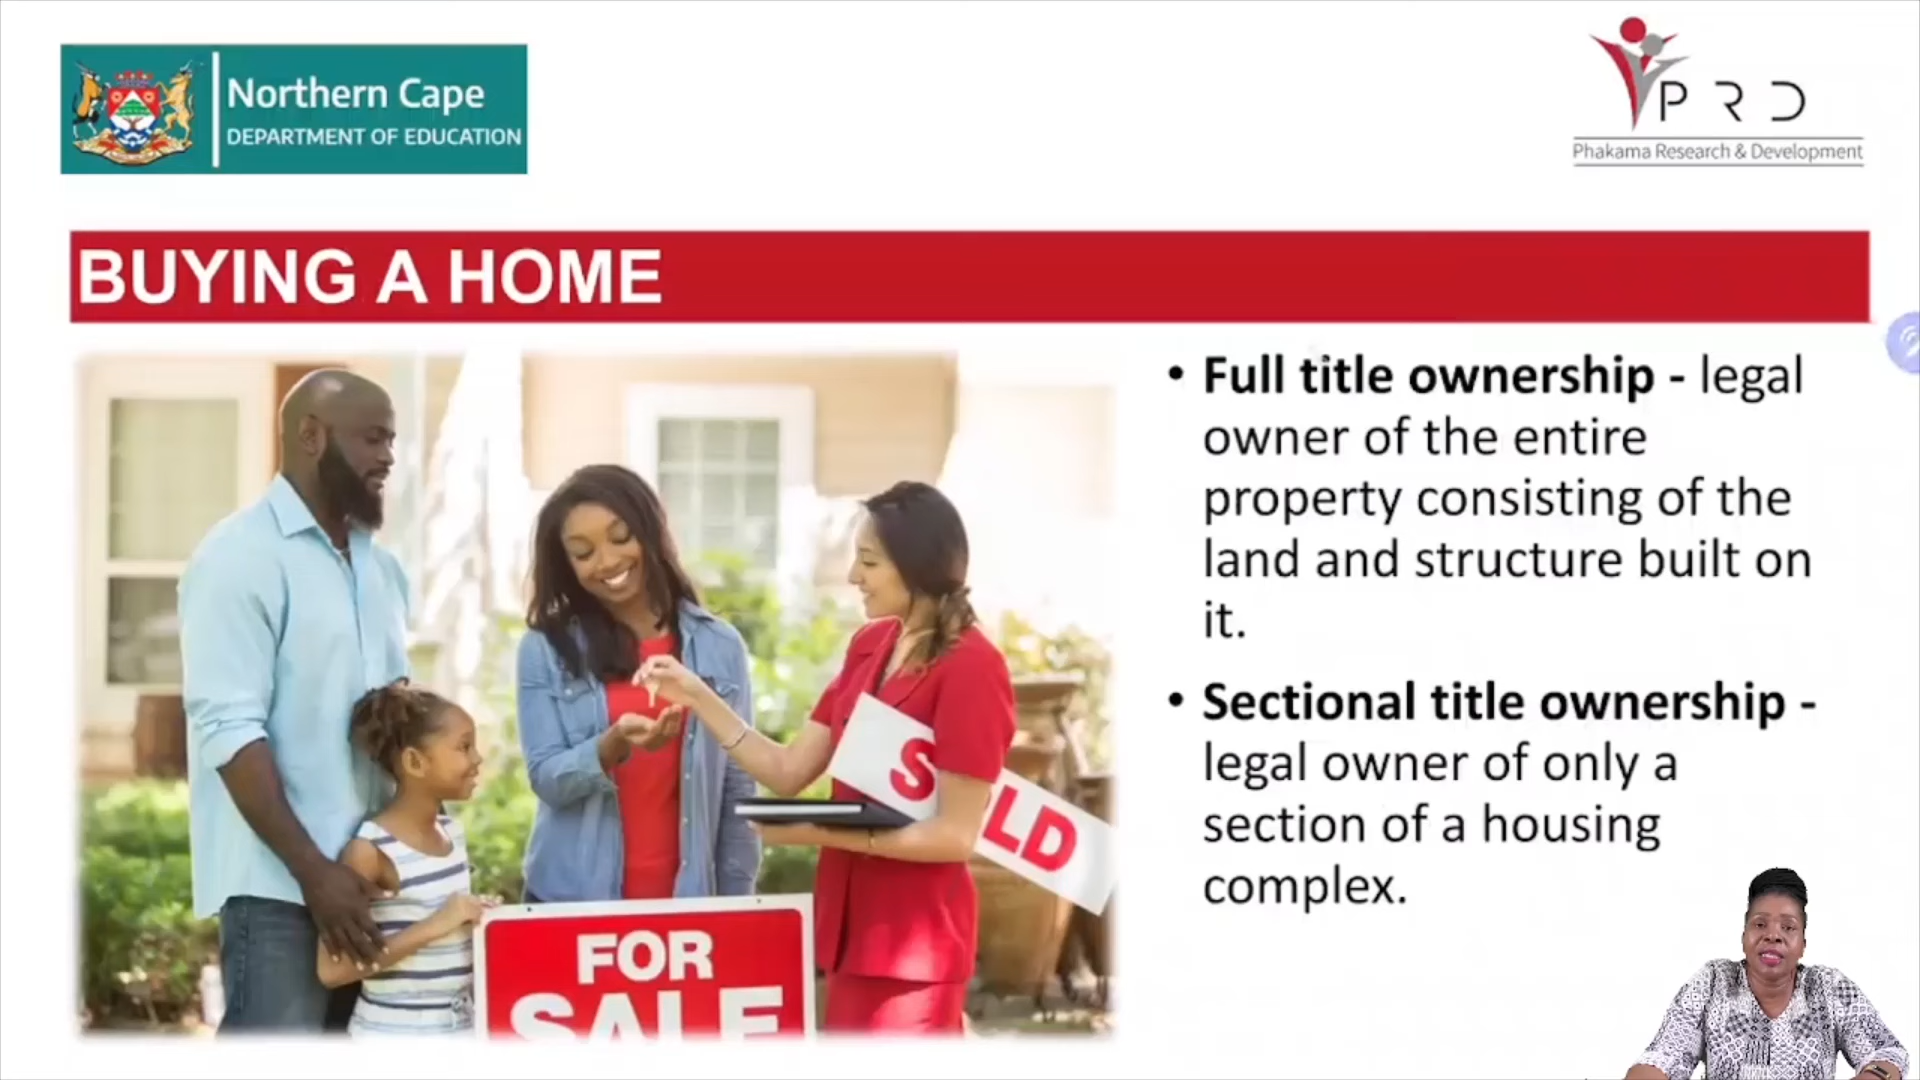 Northern Cape
DEPARTMENT OF EDUCATION
P R D
Phakama Research & Development
BUYING A HOME
• Full title ownership - legal
owner of the entire
property consisting of the
land and structure built on
it.
• Sectional title ownership -
legal owner of only a
section of a housing
complex.
S LD
FOR
SALE